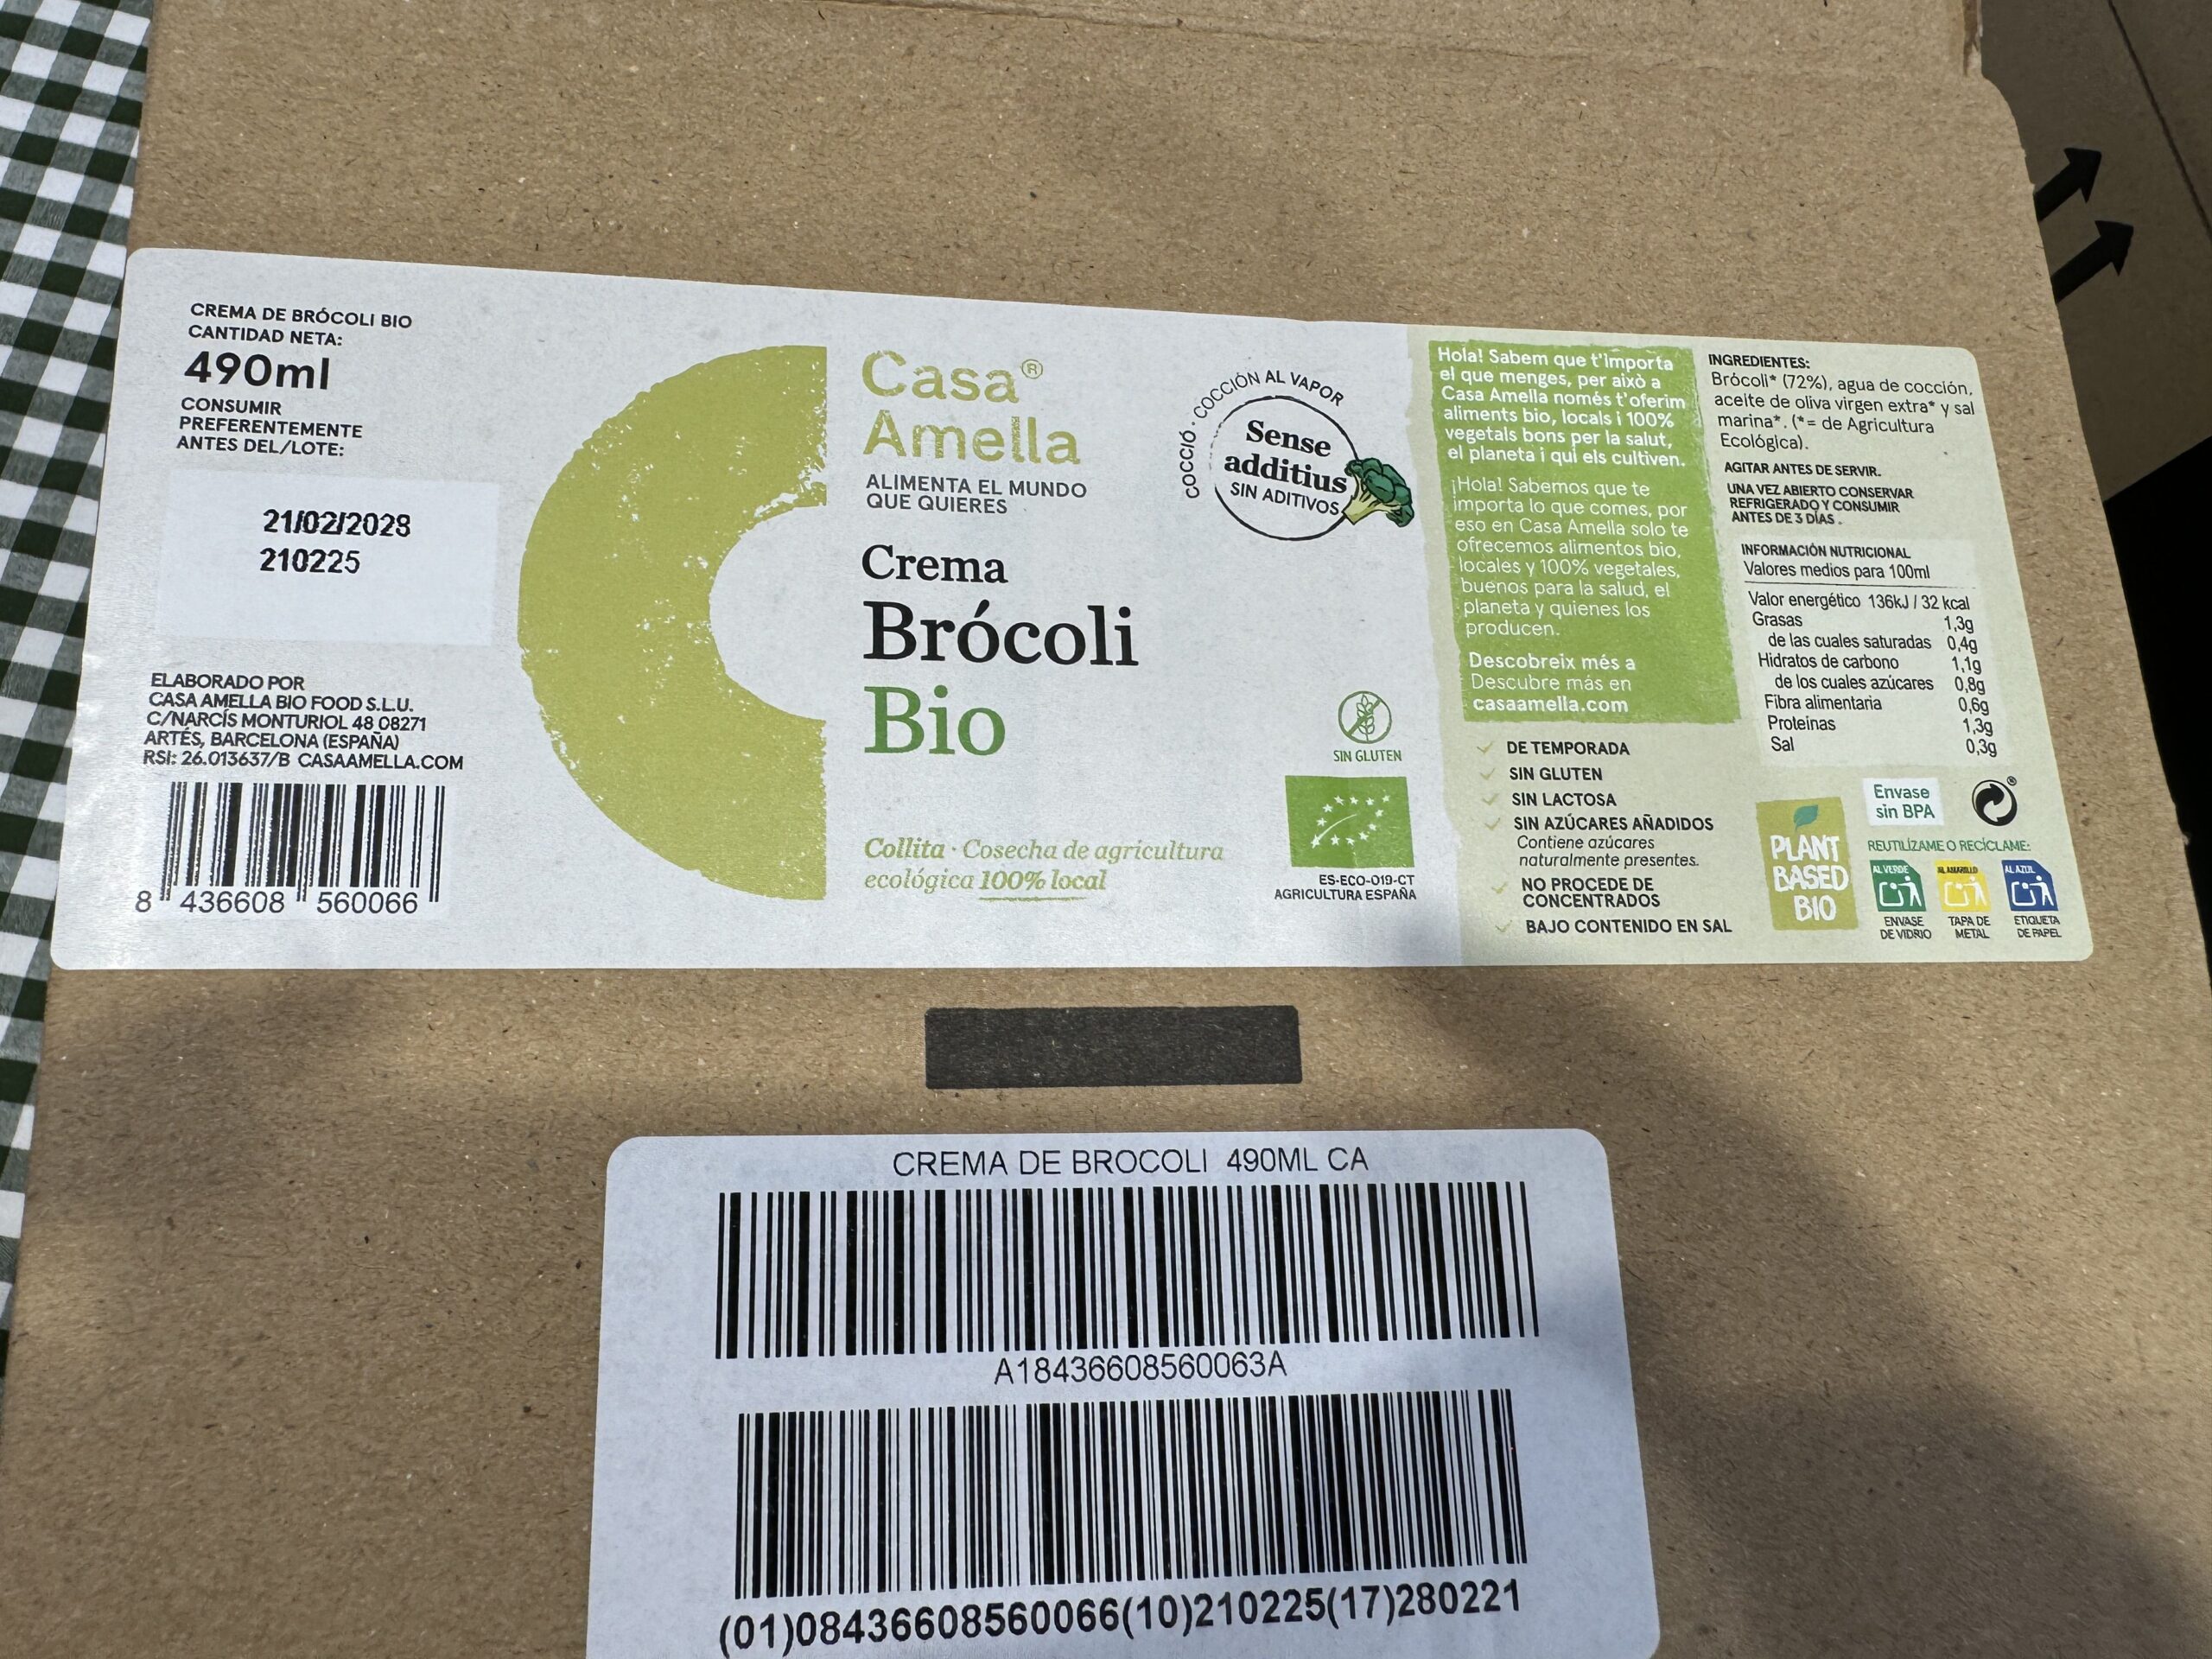 CREMA DE BRÓCOLI BIO
CANTIDAD NETA:
490ml
CONSUMIR
PREFERENTEMENTE
ANTES DEL/LOTE:
21/02/2028
210225
ELABORADO POR
CASA AMELLA BIO FOOD S.L.U.
C/NARCÍS MONTURIOL 48 08271
ARTÉS, BARCELONA (ESPAÑA)
RSI: 26.013637/B CASAAMELLA.COM
8 436608 560066
Casa®
Amella
ALIMENTA EL MUNDO
QUE QUIERES
Crema
Brócoli
Bio
Collita · Cosecha de agricultura
ecológica 100% local
COCCIÓ · COCCIÓN AL VAPOR
Sense
additius
SIN ADITIVOS
SIN GLUTEN
ES-ECO-019-CT
AGRICULTURA ESPAÑA
Hola! Sabem que t'importa
el que menges, per això a
Casa Amella només t'oferim
aliments bio, locals i 100%
vegetals bons per la salut,
el planeta i qui els cultiven.
¡Hola! Sabemos que te
importa lo que comes, por
eso en Casa Amella solo te
ofrecemos alimentos bio,
locales y 100% vegetales,
buenos para la salud, el
planeta y quienes los
producen.
Descobreix més a
Descubre más en
casaamella.com
DE TEMPORADA
SIN GLUTEN
SIN LACTOSA
SIN AZÚCARES AÑADIDOS
Contiene azúcares
naturalmente presentes.
NO PROCEDE DE
CONCENTRADOS
BAJO CONTENIDO EN SAL
INGREDIENTES:
Brócoli* (72%), agua de cocción,
aceite de oliva virgen extra* y sal
marina*. (*= de Agricultura
Ecológica).
AGITAR ANTES DE SERVIR.
UNA VEZ ABIERTO CONSERVAR
REFRIGERADO Y CONSUMIR
ANTES DE 3 DÍAS.
INFORMACIÓN NUTRICIONAL
Valores medios para 100ml
Valor energético 136kJ / 32 kcal
Grasas 1,3g
de las cuales saturadas 0,4g
Hidratos de carbono 1,1g
de los cuales azúcares 0,8g
Fibra alimentaria 0,6g
Proteínas 1,3g
Sal 0,3g
PLANT
BASED
BIO
Envase
sin BPA
REUTILÍZAME O RECÍCLAME:
AL VERDE
AL AMARILLO
AL AZUL
ENVASE
DE VIDRIO
TAPA DE
METAL
ETIQUETA
DE PAPEL
CREMA DE BROCOLI 490ML CA
A18436608560063A
(01)08436608560066(10)210225(17)280221